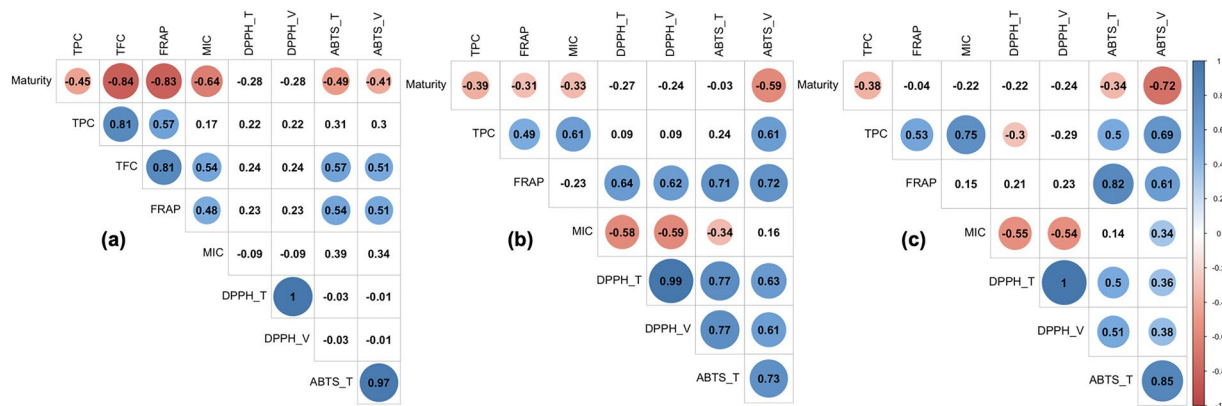 TPC TFC FRAP MIC DPPH_T DPPH_V ABTS_T ABTS_V
Maturity -0.45 -0.84 -0.83 -0.64 -0.28 -0.28 -0.49 -0.41
TPC 0.81 0.57 0.17 0.22 0.22 0.31 0.3
TFC 0.81 0.54 0.24 0.24 0.57 0.51
FRAP 0.48 0.23 0.23 0.54 0.51
(a)
MIC -0.09 -0.09 0.39 0.34
DPPH_T 1 -0.03 -0.01
DPPH_V -0.03 -0.01
ABTS_T 0.97
TPC FRAP MIC DPPH_T DPPH_V ABTS_T ABTS_V
Maturity -0.39 -0.31 -0.33 -0.27 -0.24 -0.03 -0.59
TPC 0.49 0.61 0.09 0.09 0.24 0.61
FRAP -0.23 0.64 0.62 0.71 0.72
(b)
MIC -0.58 -0.59 -0.34 0.16
DPPH_T 0.99 0.77 0.63
DPPH_V 0.77 0.61
ABTS_T 0.73
TPC FRAP MIC DPPH_T DPPH_V ABTS_T ABTS_V
Maturity -0.38 -0.04 -0.22 -0.22 -0.24 -0.34 -0.72
TPC 0.53 0.75 -0.3 -0.29 0.5 0.69
FRAP 0.15 0.21 0.23 0.82 0.61
(c)
MIC -0.55 -0.54 0.14 0.34
DPPH_T 1 0.5 0.36
DPPH_V 0.51 0.38
ABTS_T 0.85
1
0.8
0.6
0.4
0.2
0
-0.2
-0.4
-0.6
-0.8
-1